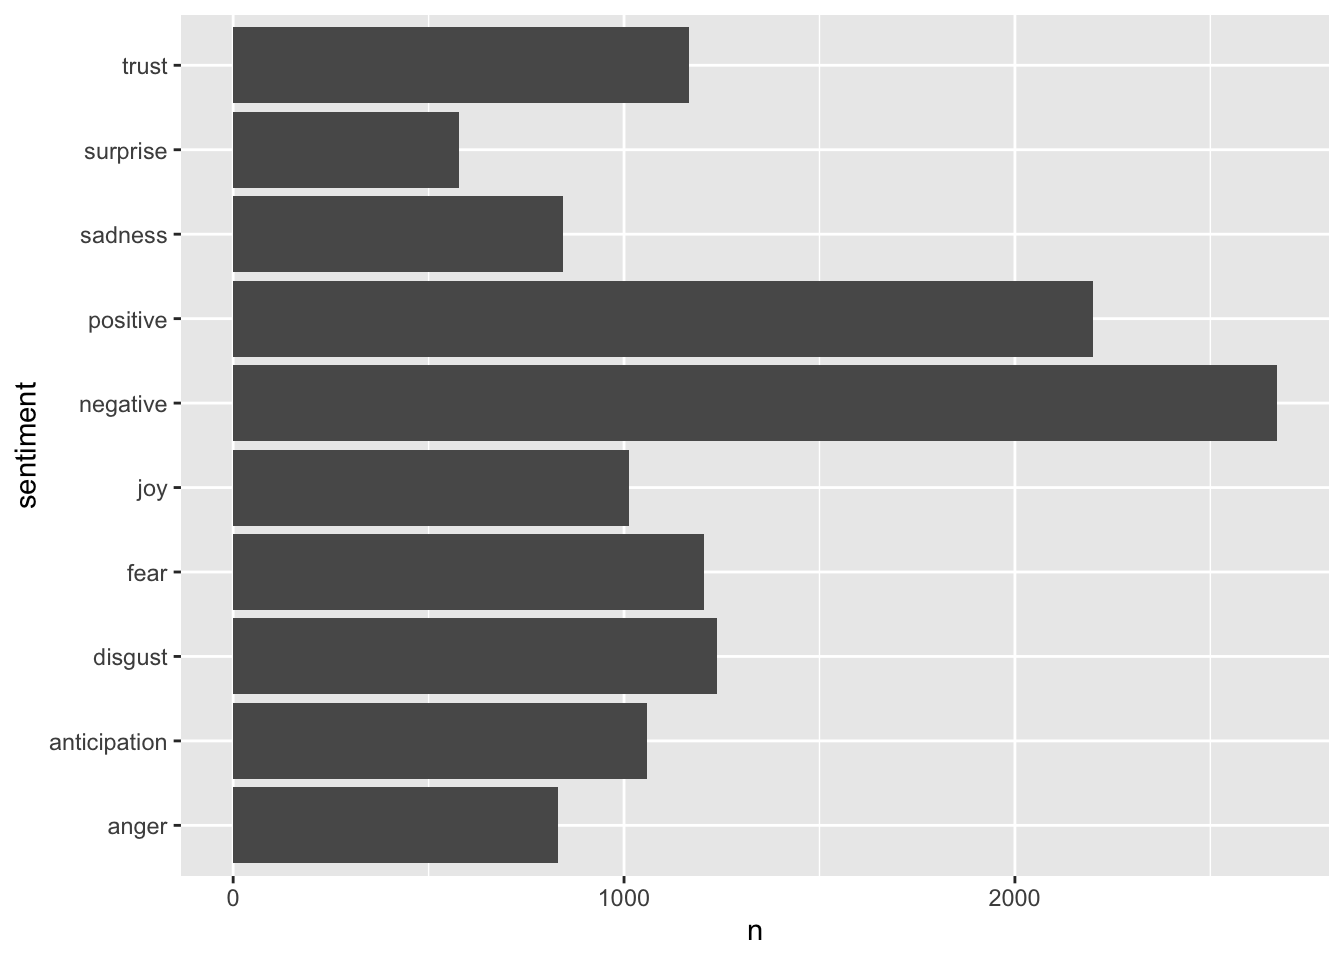 trust
surprise
sadness
positive
negative
joy
fear
disgust
anticipation
anger
sentiment
0 1000 2000
n